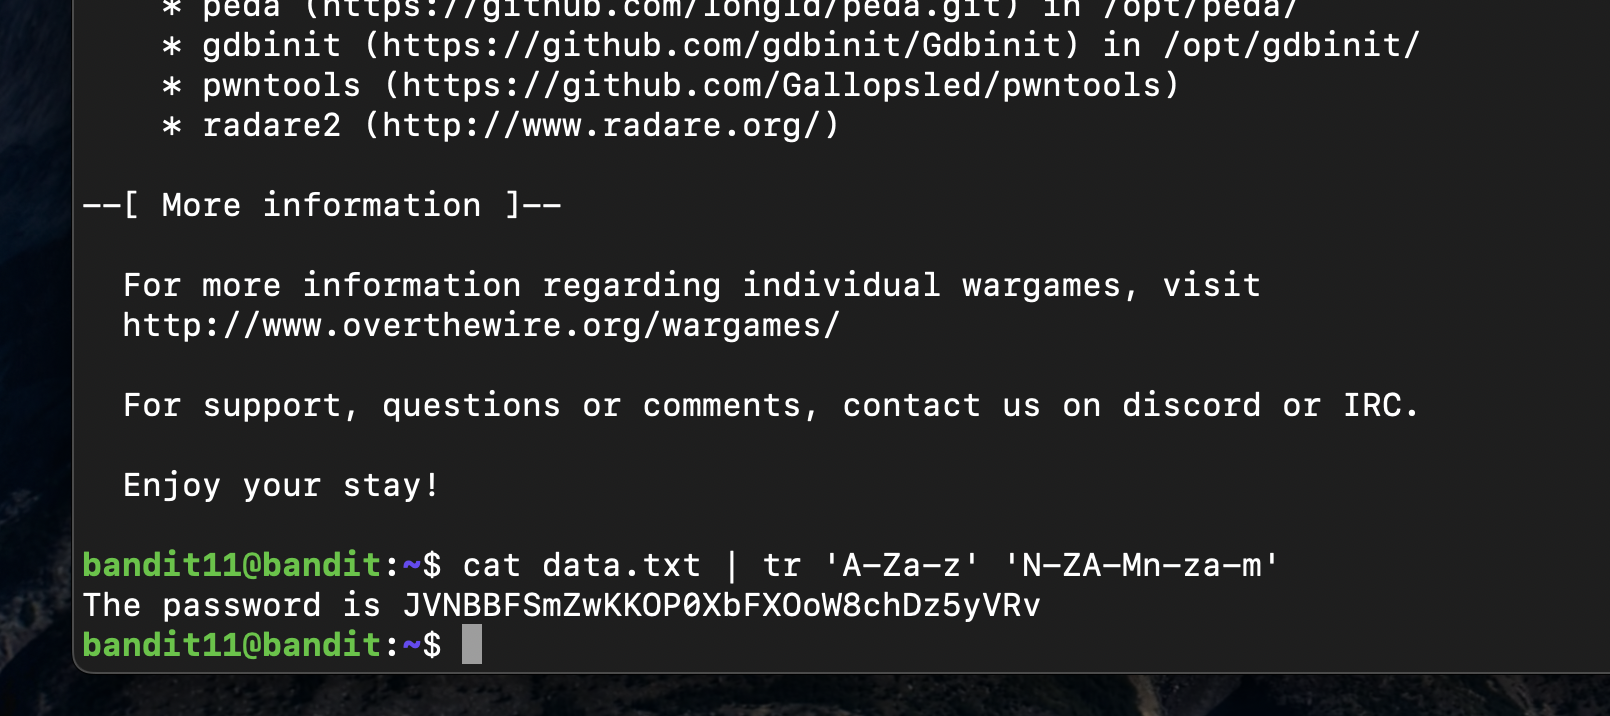 * peda (https://github.com/longld/peda.git) in /opt/peda/
* gdbinit (https://github.com/gdbinit/Gdbinit) in /opt/gdbinit/
* pwntools (https://github.com/Gallopsled/pwntools)
* radare2 (http://www.radare.org/)
--[ More information ]--
For more information regarding individual wargames, visit
http://www.overthewire.org/wargames/
For support, questions or comments, contact us on discord or IRC.
Enjoy your stay!
bandit11@bandit:~$ cat data.txt | tr 'A-Za-z' 'N-ZA-Mn-za-m'
The password is JVNBBFSmZwKKOP0XbFXOoW8chDz5yVRv
bandit11@bandit:~$